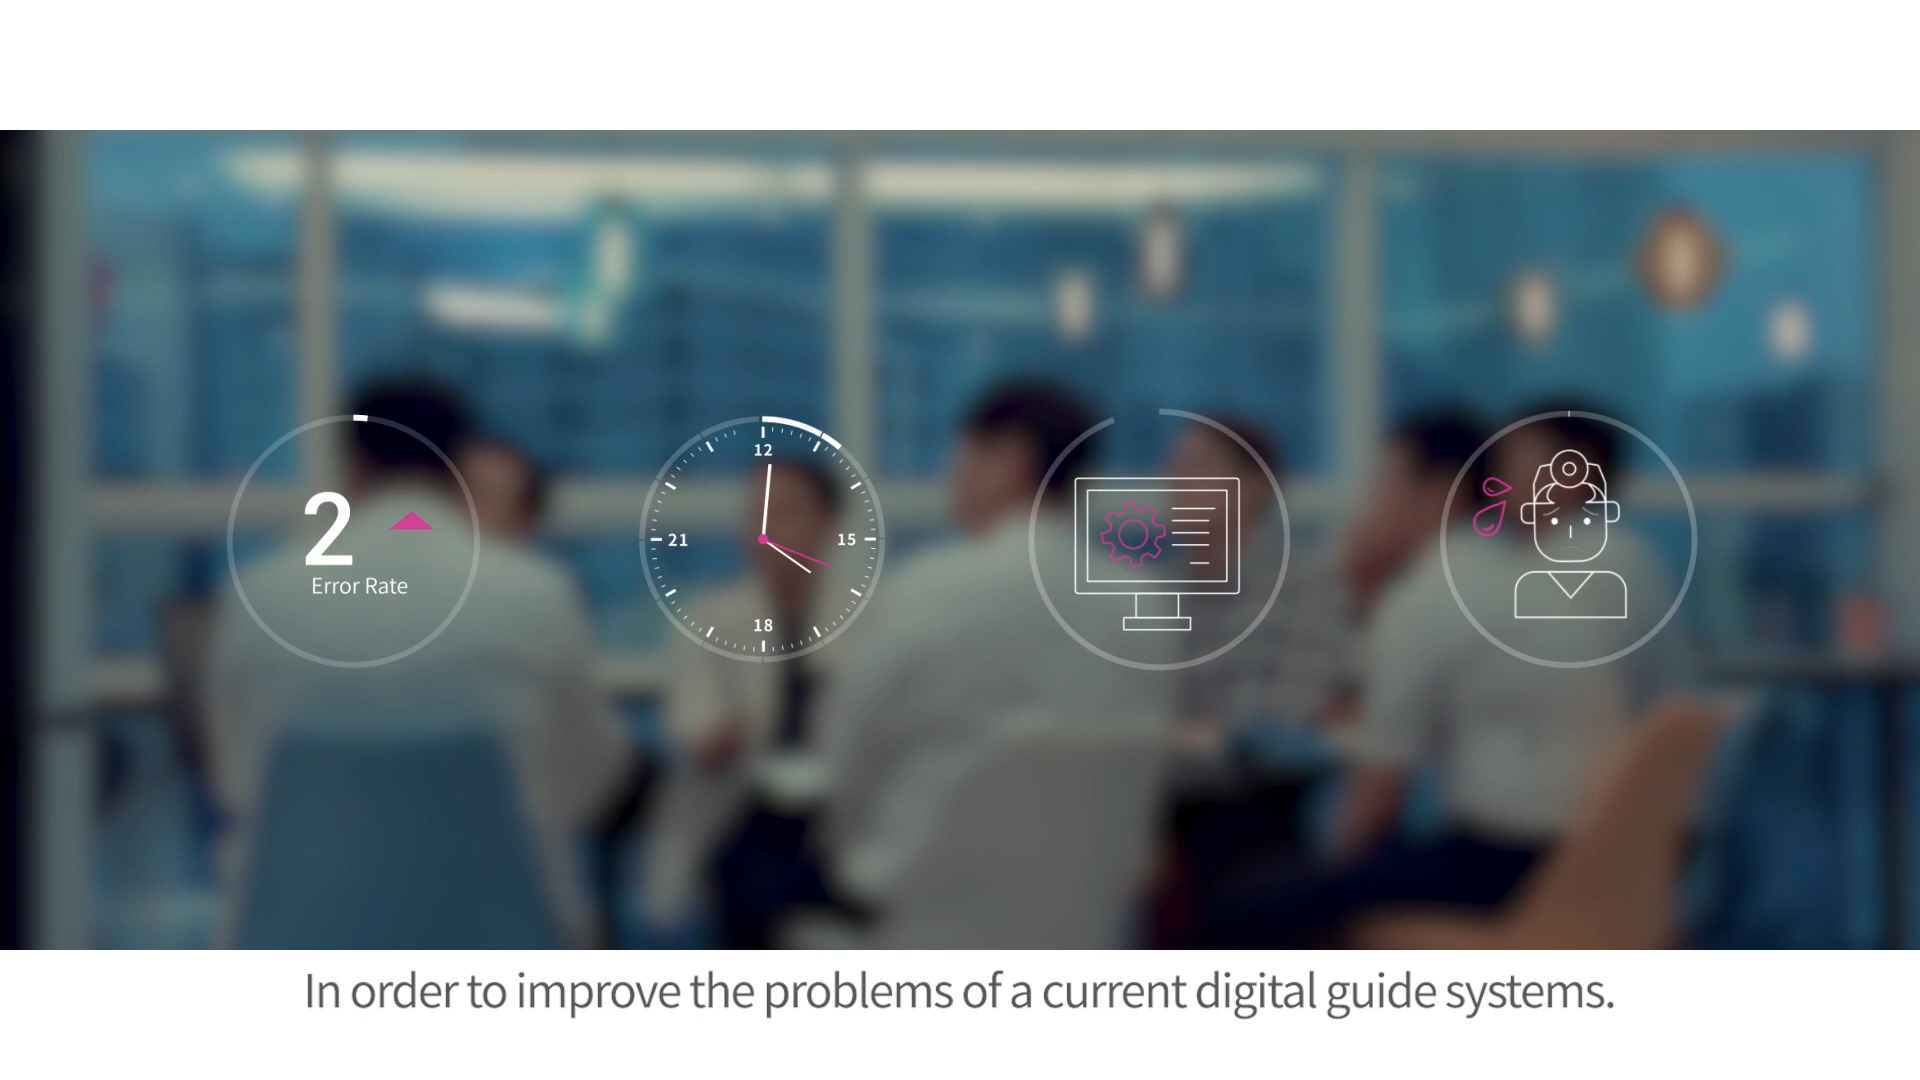 2
Error Rate
12
15
18
21
In order to improve the problems of a current digital guide systems.